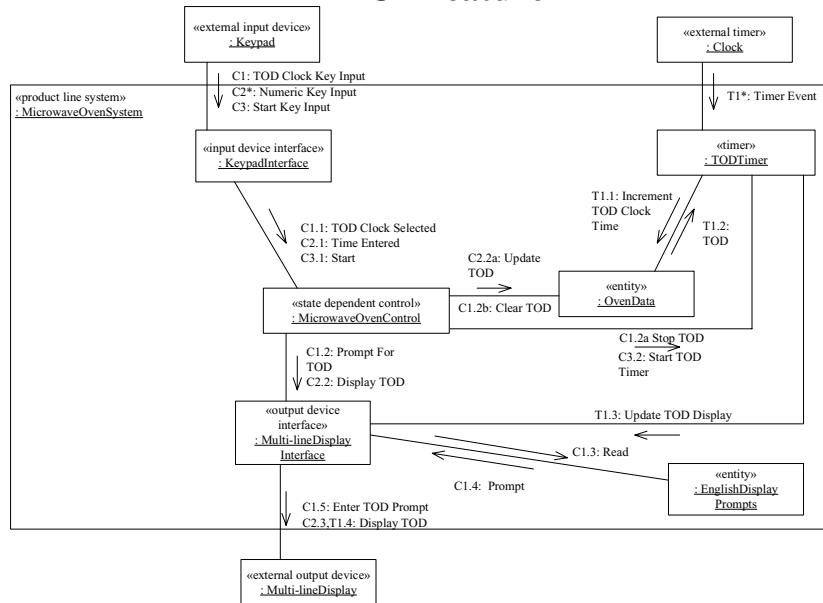 «external input device»
: Keypad
«external timer»
: Clock
C1: TOD Clock Key Input
C2*: Numeric Key Input
C3: Start Key Input
T1*: Timer Event
«product line system»
: MicrowaveOvenSystem
«input device interface»
: KeypadInterface
«timer»
: TODTimer
T1.1: Increment
TOD Clock
Time
T1.2:
TOD
C1.1: TOD Clock Selected
C2.1: Time Entered
C3.1: Start
C2.2a: Update
TOD
«entity»
: OvenData
«state dependent control»
: MicrowaveOvenControl
C1.2b: Clear TOD
C1.2a Stop TOD
C3.2: Start TOD
Timer
C1.2: Prompt For
TOD
C2.2: Display TOD
«output device
interface»
: Multi-lineDisplay
Interface
T1.3: Update TOD Display
C1.3: Read
C1.4: Prompt
«entity»
: EnglishDisplay
Prompts
C1.5: Enter TOD Prompt
C2.3,T1.4: Display TOD
«external output device»
: Multi-lineDisplay